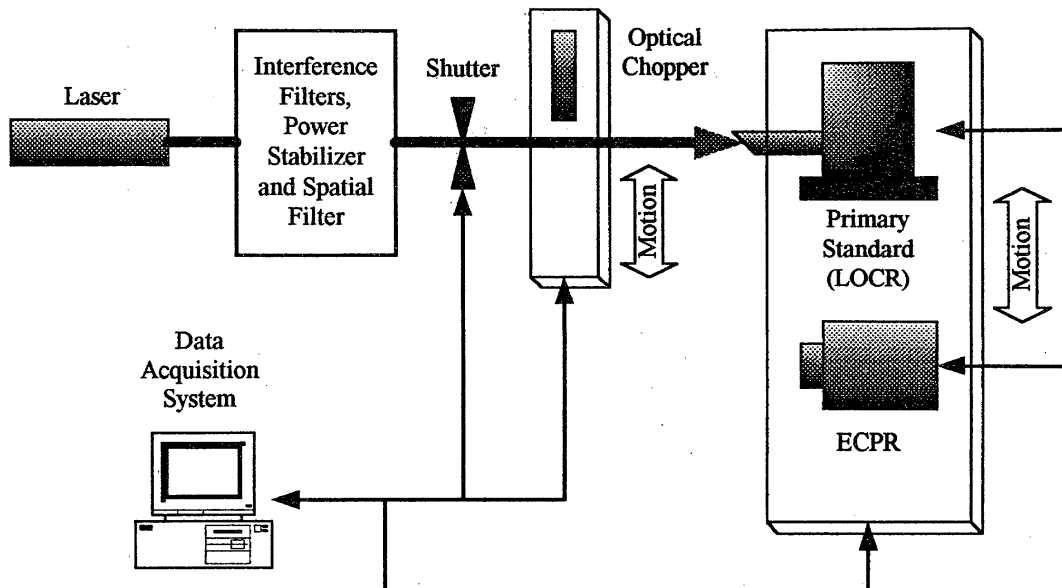 Laser
Interference
Filters,
Power
Stabilizer
and Spatial
Filter
Shutter
Optical
Chopper
Motion
Primary
Standard
(LOCR)
Motion
ECPR
Data
Acquisition
System